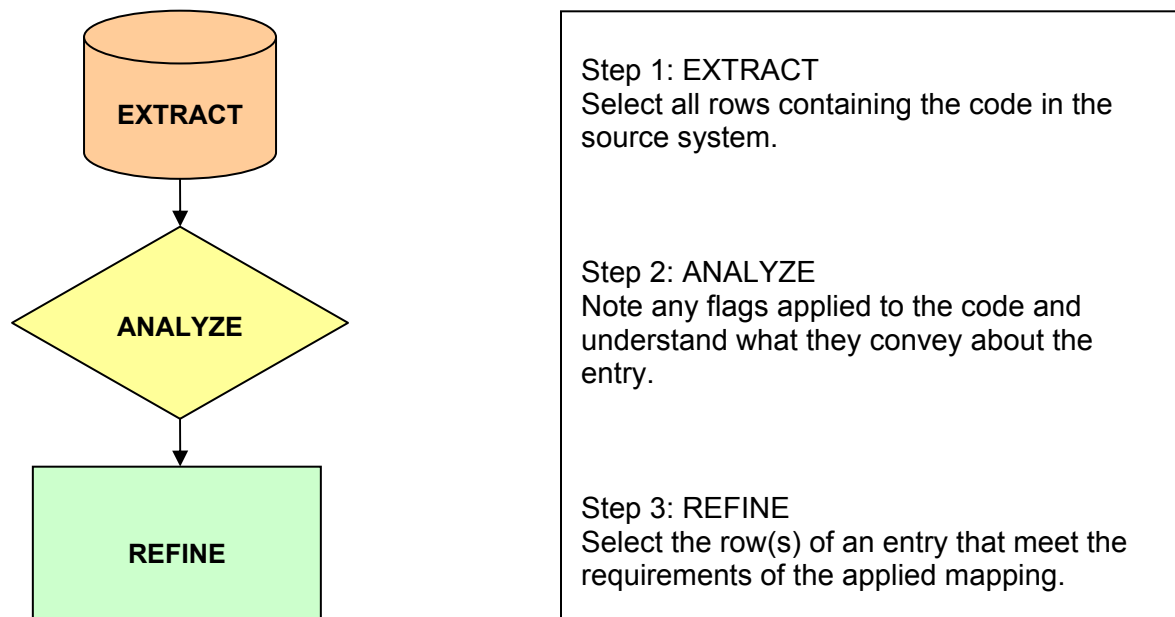 EXTRACT
ANALYZE
REFINE
Step 1: EXTRACT
Select all rows containing the code in the
source system.
Step 2: ANALYZE
Note any flags applied to the code and
understand what they convey about the
entry.
Step 3: REFINE
Select the row(s) of an entry that meet the
requirements of the applied mapping.